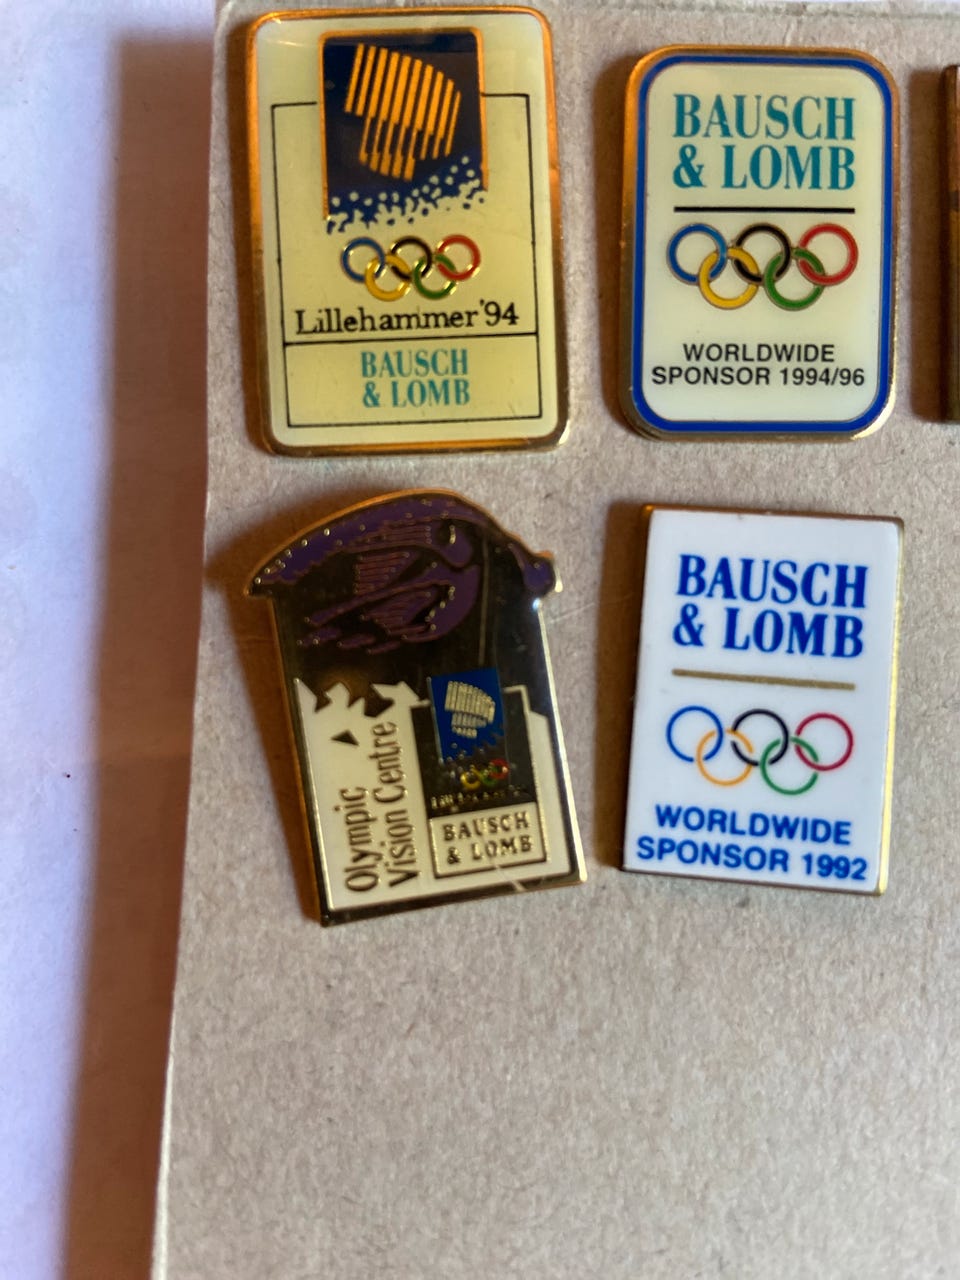 Lillehammer '94
BAUSCH
& LOMB
BAUSCH
& LOMB
WORLDWIDE
SPONSOR 1994/96
Olympic
Vision Centre
BAUSCH
& LOMB
BAUSCH
& LOMB
WORLDWIDE
SPONSOR 1992